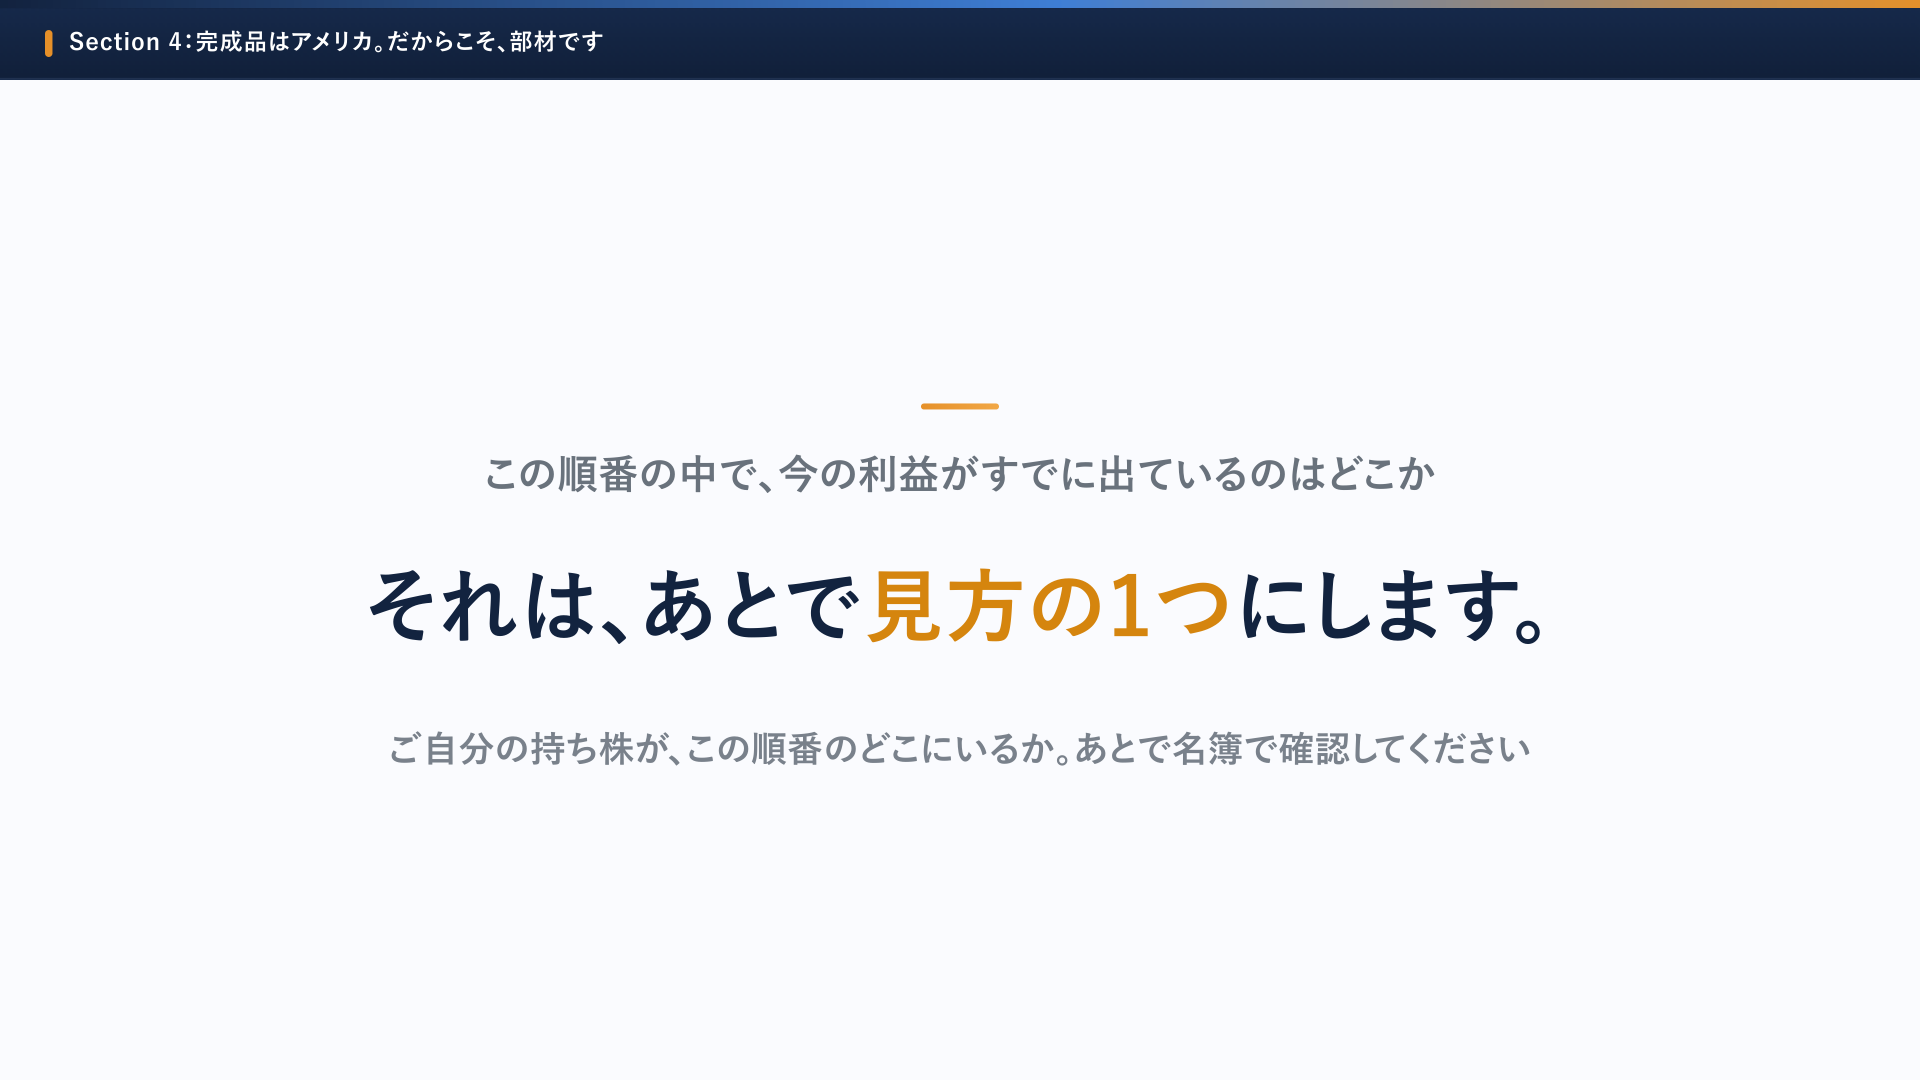 Section 4：完成品はアメリカ。だからこそ、部材です
この順番の中で、今の利益がすでに出ているのはどこか
それは、あとで見方の1つにします。
ご自分の持ち株が、この順番のどこにいるか。あとで名簿で確認してください